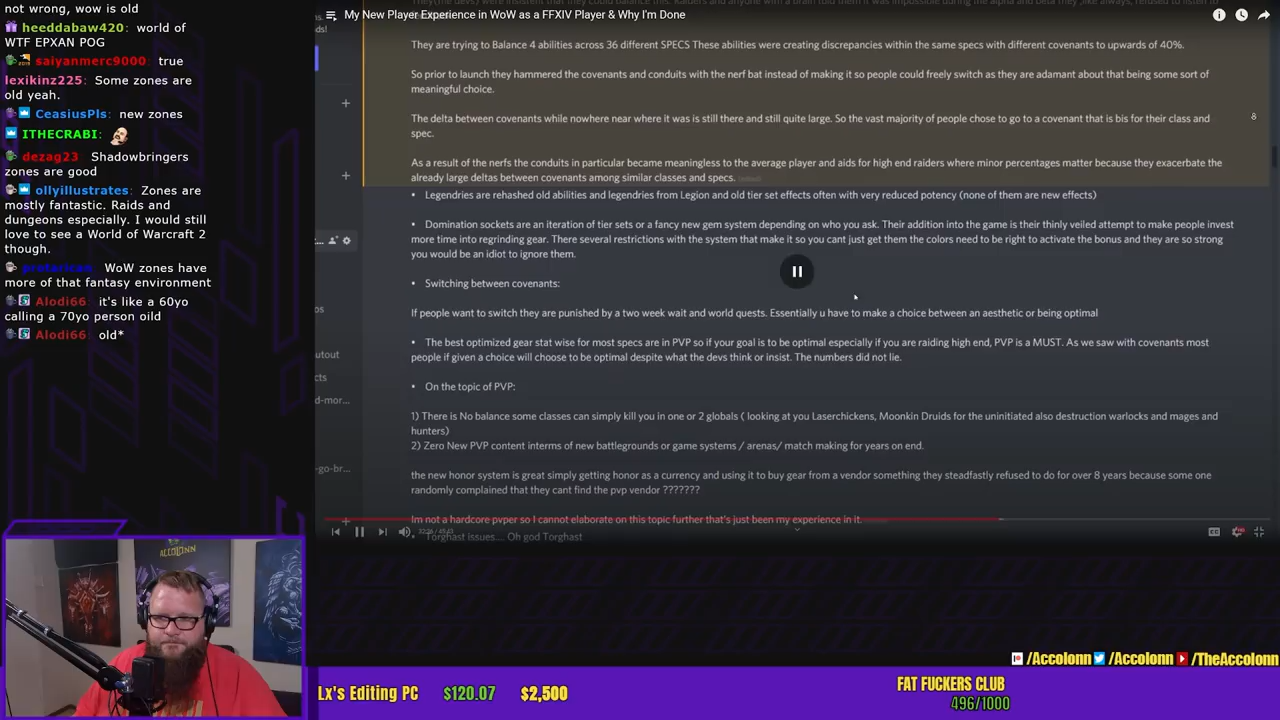 not wrong, wow is old
heeddabaw420: world of
WTF EPXAN POG
saiyanmerc9000: true
lexikinz225: Some zones are
old yeah.
CeasiusPls: new zones
ITHECRABI:
dezag23 Shadowbringers
zones are good
ollyillustrates: Zones are
mostly fantastic. Raids and
dungeons especially. I would still
love to see a World of Warcraft 2
though.
WoW zones have
more of that fantasy environment
Alodi66: it's like a 60yo
calling a 70yo person oild
Alodi66: old*
My New Player Experience in WoW as a FFXIV Player & Why I'm Done
They are trying to Balance 4 abilities across 36 different SPECS These abilities were creating discrepancies within the same specs with different covenants to upwards of 40%.
So prior to launch they hammered the covenants and conduits with the nerf bat instead of making it so people could freely switch as they are adamant about that being some sort of
meaningful choice.
The delta between covenants while nowhere near where it was is still there and still quite large. So the vast majority of people chose to go to a covenant that is bis for their class and
spec.
As a result of the nerfs the conduits in particular became meaningless to the average player and aids for high end raiders where minor percentages matter because they exacerbate the
already large deltas between covenants among similar classes and specs.
• Legendries are rehashed old abilities and legendries from Legion and old tier set effects often with very reduced potency (none of them are new effects)
• Domination sockets are an iteration of tier sets or a fancy new gem system depending on who you ask. Their addition into the game is their thinly veiled attempt to make people invest
more time into regrinding gear. There several restrictions with the system that make it so you cant just get them the colors need to be right to activate the bonus and they are so strong
you would be an idiot to ignore them.
• Switching between covenants:
If people want to switch they are punished by a two week wait and world quests. Essentially u have to make a choice between an aesthetic or being optimal
• The best optimized gear stat wise for most specs are in PVP so if your goal is to be optimal especially if you are raiding high end, PVP is a MUST. As we saw with covenants most
people if given a choice will choose to be optimal despite what the devs think or insist. The numbers did not lie.
• On the topic of PVP:
1) There is No balance some classes can simply kill you in one or 2 globals ( looking at you Laserchickens, Moonkin Druids for the uninitiated also destruction warlocks and mages and
hunters)
2) Zero New PVP content interms of new battlegrounds or game systems / arenas/ match making for years on end.
the new honor system is great simply getting honor as a currency and using it to buy gear from a vendor something they steadfastly refused to do for over 8 years because some one
randomly complained that they cant find the pvp vendor ???????
Im not a hardcore pvper so I cannot elaborate on this topic further that's just been my experience in it.
• Torghast issues.... Oh god Torghast
ACCOLONN
/Accolonn /Accolonn /TheAccolonn
Lx's Editing PC $120.07 $2,500
FAT FUCKERS CLUB
496/1000